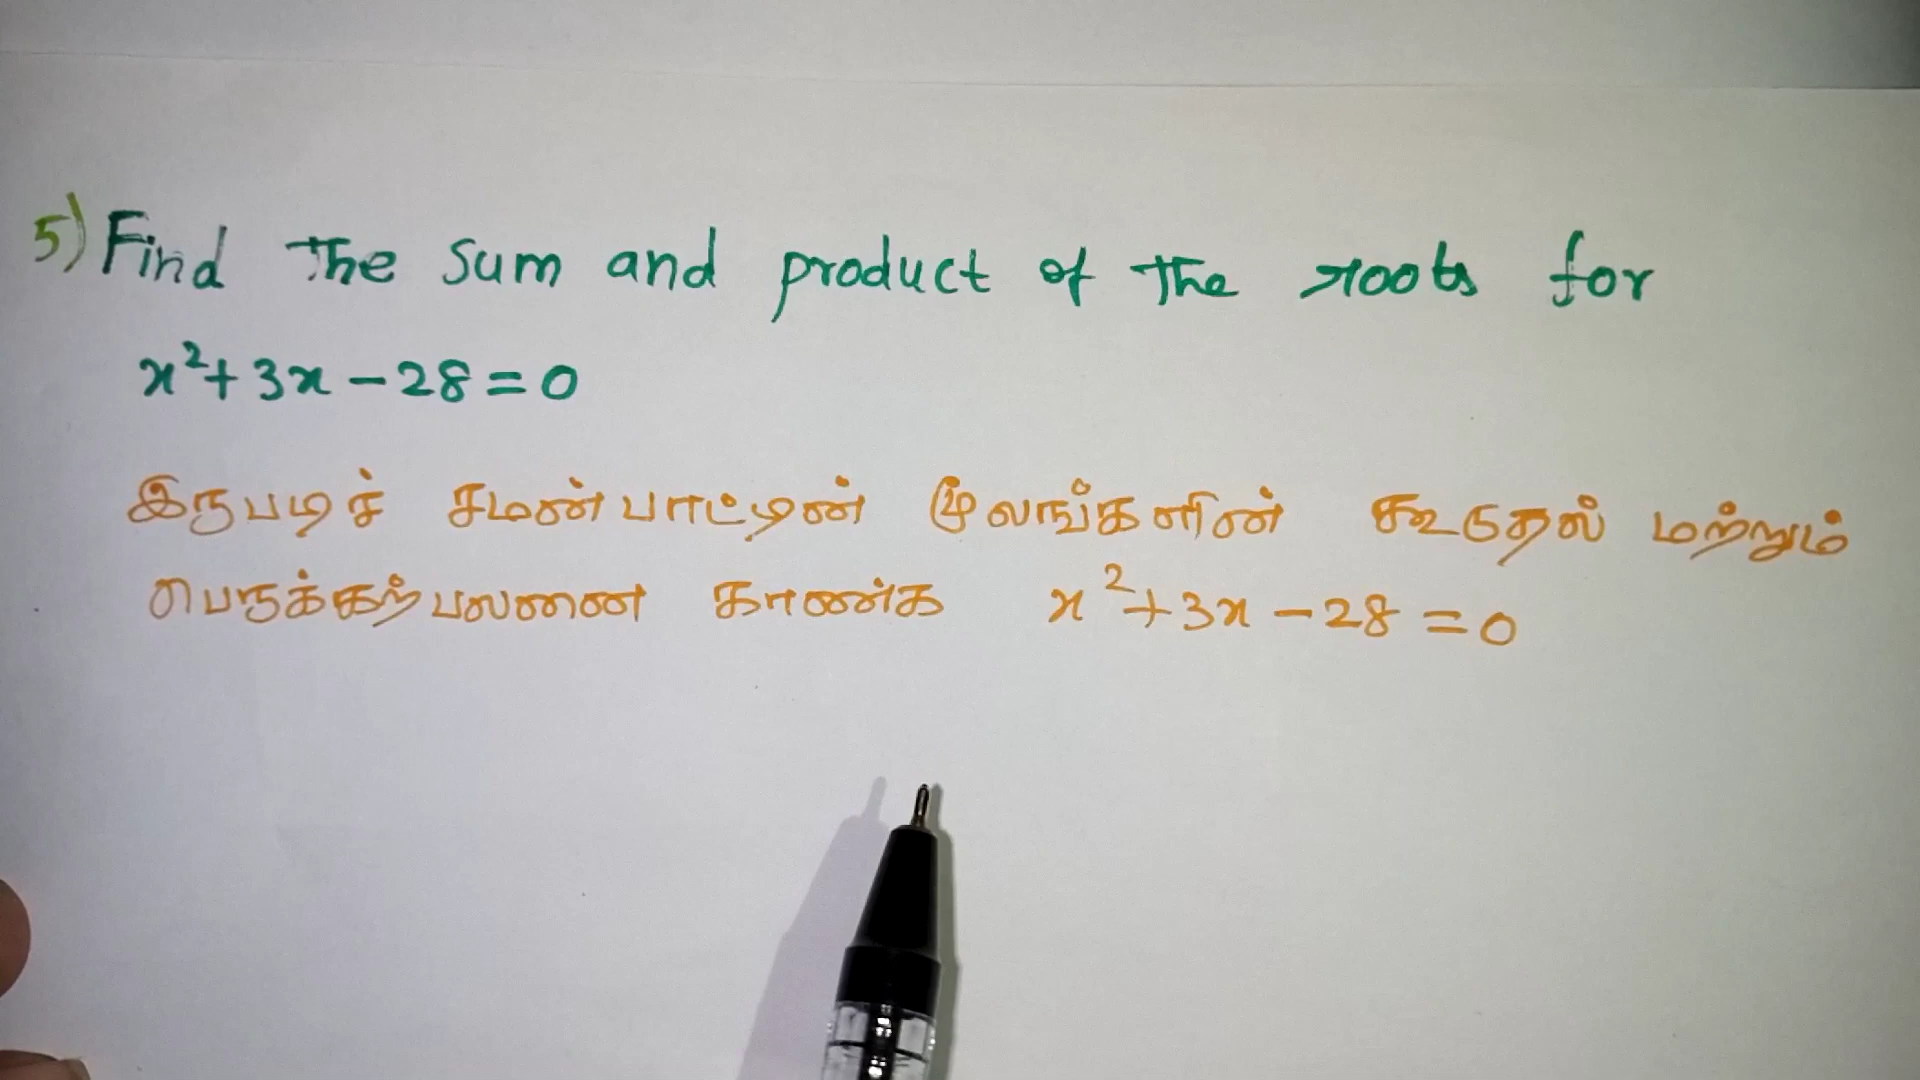 5) Find the sum and product of the roots for
x²+3x-28=0
இருபடிச் சமன்பாட்டின் மூலங்களின் கூடுதல் மற்றும்
பெருக்கற்பலனை காண்க x²+3x-28=0